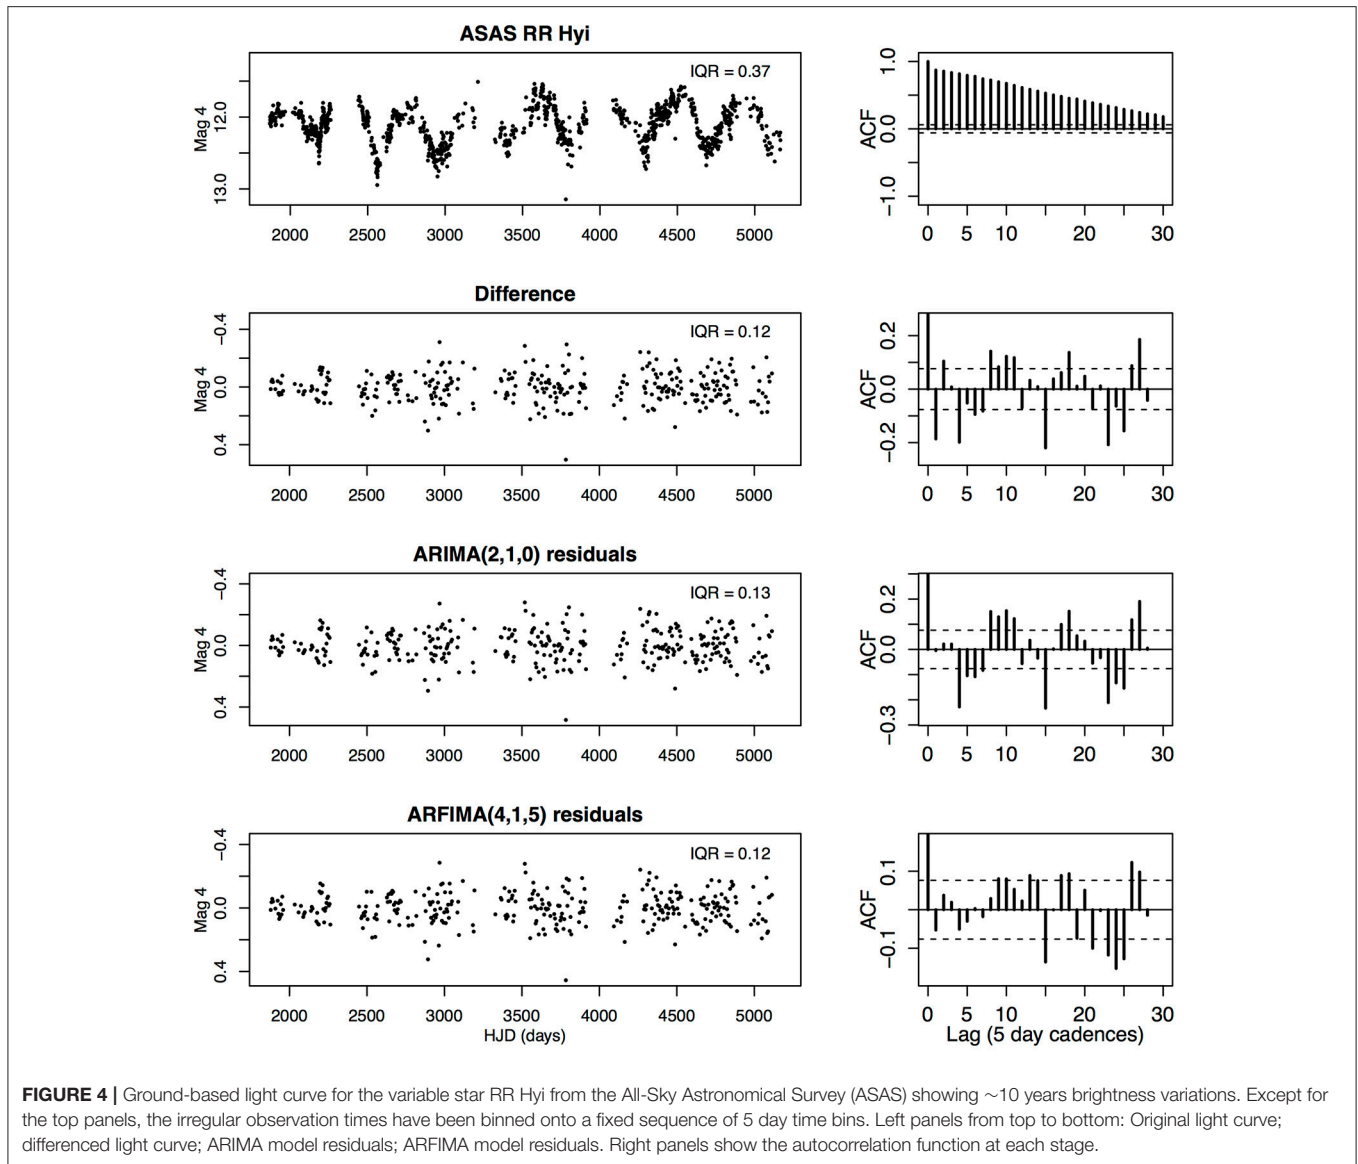 ASAS RR Hyi
IQR = 0.37
Mag 4
12.0
13.0
2000 2500 3000 3500 4000 4500 5000
ACF
1.0
0.0
−1.0
0 5 10 20 30
Difference
IQR = 0.12
Mag 4
−0.4
0.0
0.4
2000 2500 3000 3500 4000 4500 5000
ACF
0.2
0.0
−0.2
0 5 10 20 30
ARIMA(2,1,0) residuals
IQR = 0.13
Mag 4
−0.4
0.0
0.4
2000 2500 3000 3500 4000 4500 5000
ACF
0.2
0.0
−0.3
0 5 10 20 30
ARFIMA(4,1,5) residuals
IQR = 0.12
Mag 4
−0.4
0.0
0.4
2000 2500 3000 3500 4000 4500 5000
HJD (days)
ACF
0.1
−0.1
0 5 10 20 30
Lag (5 day cadences)
FIGURE 4 | Ground-based light curve for the variable star RR Hyi from the All-Sky Astronomical Survey (ASAS) showing ∼10 years brightness variations. Except for
the top panels, the irregular observation times have been binned onto a fixed sequence of 5 day time bins. Left panels from top to bottom: Original light curve;
differenced light curve; ARIMA model residuals; ARFIMA model residuals. Right panels show the autocorrelation function at each stage.